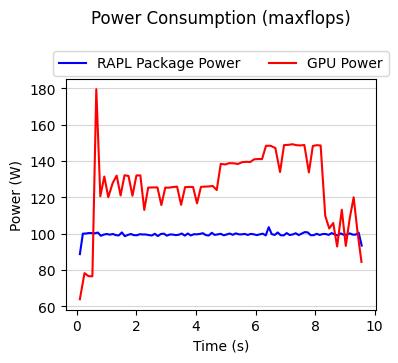 Power Consumption (maxflops)
RAPL Package Power
GPU Power
Power (W)
180
160
140
120
100
80
60
0
2
4
6
8
10
Time (s)